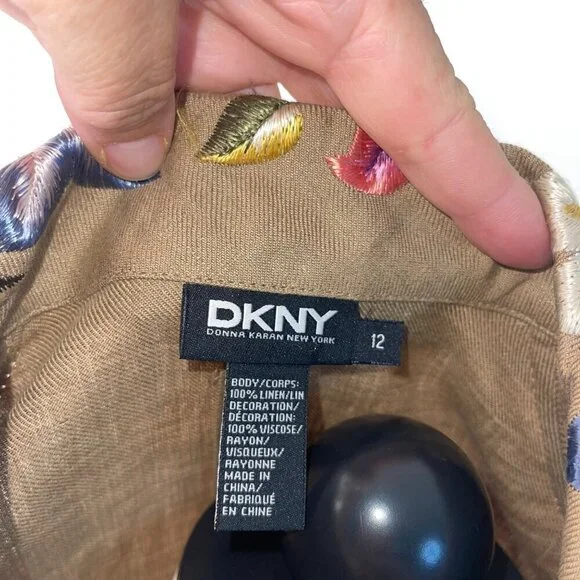 DKNY
DONNA KARAN NEW YORK
12
BODY/CORPS:
100% LINEN/LIN
DECORATION/
DÉCORATION:
100% VISCOSE/
RAYON/
VISQUEUX/
RAYONNE
MADE IN
CHINA/
FABRIQUÉ
EN CHINE